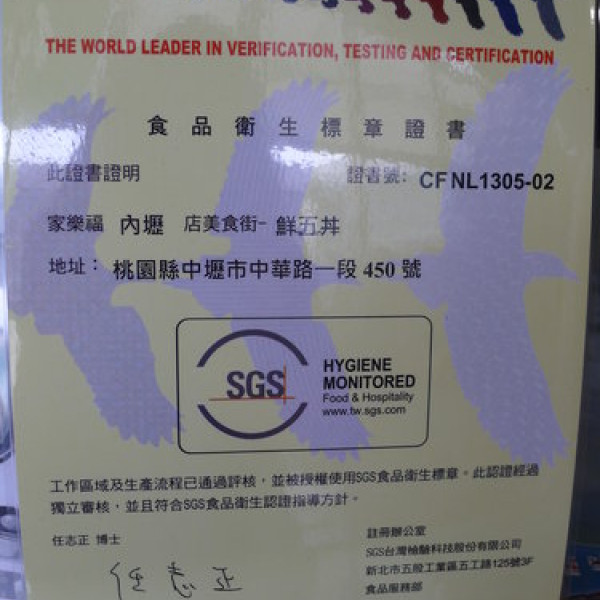 THE WORLD LEADER IN VERIFICATION, TESTING AND CERTIFICATION
食品衛生標章證書
此證書證明 證書號: CFNL1305-02
家樂福 內壢 店美食街- 鮮五丼
地址： 桃園縣中壢市中華路一段 450 號
SGS
HYGIENE
MONITORED
Food & Hospitality
www.tw.sgs.com
工作區域及生產流程已通過評核，並被授權使用SGS食品衛生標章。此認證經過
獨立審核，並且符合SGS食品衛生認證指導方針。
任志正 博士
註冊辦公室
SGS台灣檢驗科技股份有限公司
新北市五股工業區五工路125號3F
食品服務部
任志正